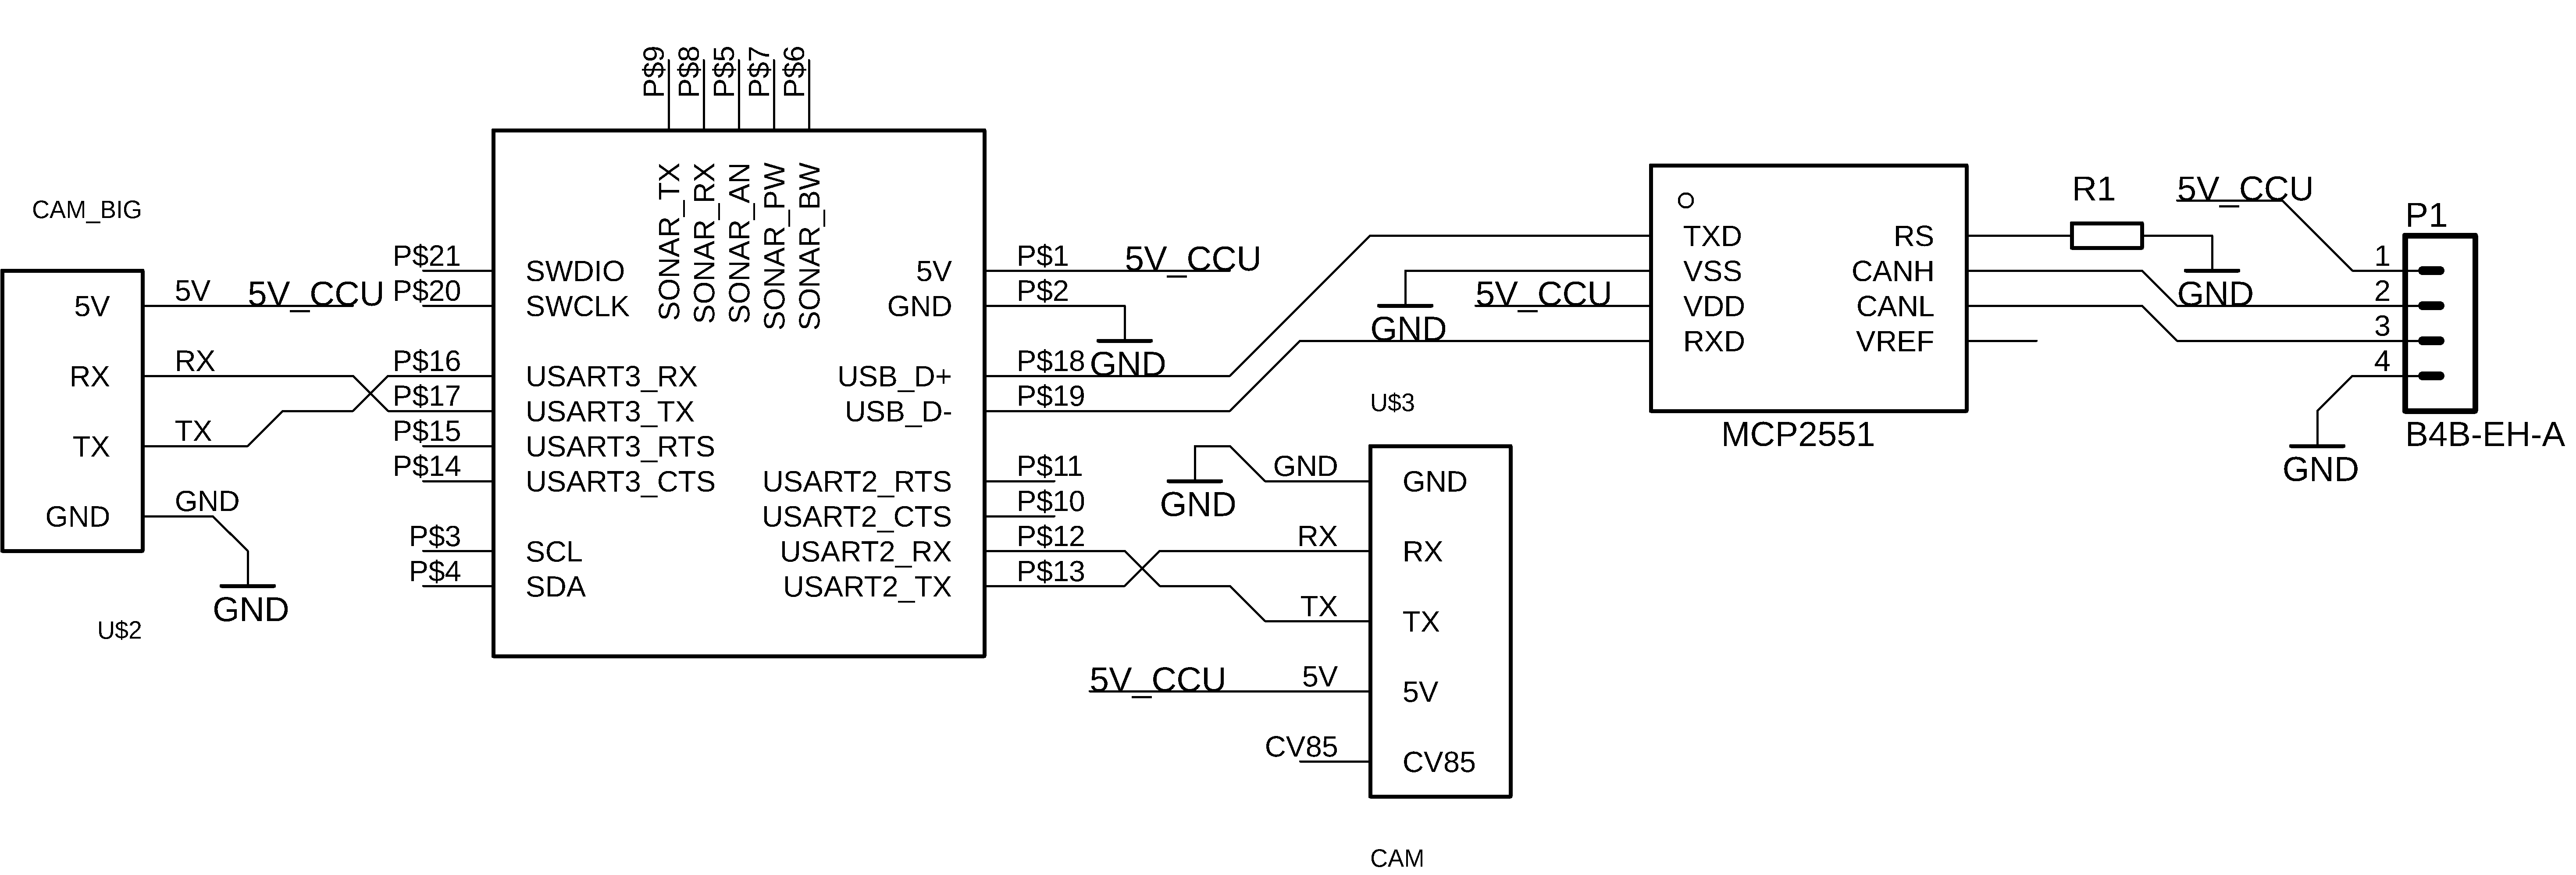 P$9
P$8
P$5
P$7
P$6
SONAR_TX
SONAR_RX
SONAR_AN
SONAR_PW
SONAR_BW
CAM_BIG
5V
RX
TX
GND
5V
5V_CCU
RX
TX
GND
GND
U$2
P$21
P$20
P$16
P$17
P$15
P$14
P$3
P$4
SWDIO
SWCLK
USART3_RX
USART3_TX
USART3_RTS
USART3_CTS
SCL
SDA
5V
GND
USB_D+
USB_D-
USART2_RTS
USART2_CTS
USART2_RX
USART2_TX
P$1
P$2
P$18
P$19
P$11
P$10
P$12
P$13
5V_CCU
GND
GND
5V_CCU
U$3
GND
GND
RX
TX
5V_CCU
5V
CV85
GND
RX
TX
5V
CV85
CAM
TXD
VSS
VDD
RXD
RS
CANH
CANL
VREF
MCP2551
R1
GND
5V_CCU
P1
1
2
3
4
B4B-EH-A
GND